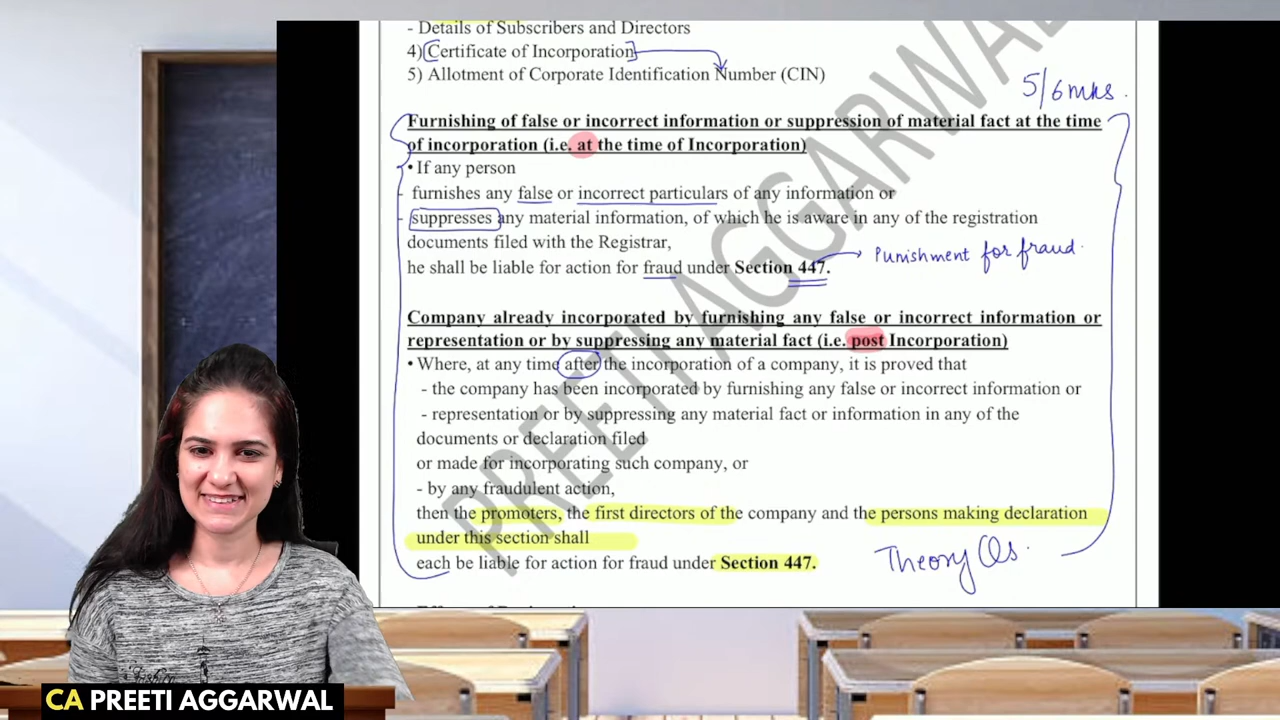 - Details of Subscribers and Directors
4) Certificate of Incorporation
5) Allotment of Corporate Identification Number (CIN)
5/6 mks.
Furnishing of false or incorrect information or suppression of material fact at the time
of incorporation (i.e. at the time of Incorporation)
• If any person
- furnishes any false or incorrect particulars of any information or
- suppresses any material information, of which he is aware in any of the registration
documents filed with the Registrar,
he shall be liable for action for fraud under Section 447.
Punishment for fraud.
Company already incorporated by furnishing any false or incorrect information or
representation or by suppressing any material fact (i.e. post Incorporation)
• Where, at any time after the incorporation of a company, it is proved that
- the company has been incorporated by furnishing any false or incorrect information or
- representation or by suppressing any material fact or information in any of the
documents or declaration filed
or made for incorporating such company, or
- by any fraudulent action,
then the promoters, the first directors of the company and the persons making declaration
under this section shall
each be liable for action for fraud under Section 447.
Theory Qs.
PREETI AGGARWAL
CA PREETI AGGARWAL